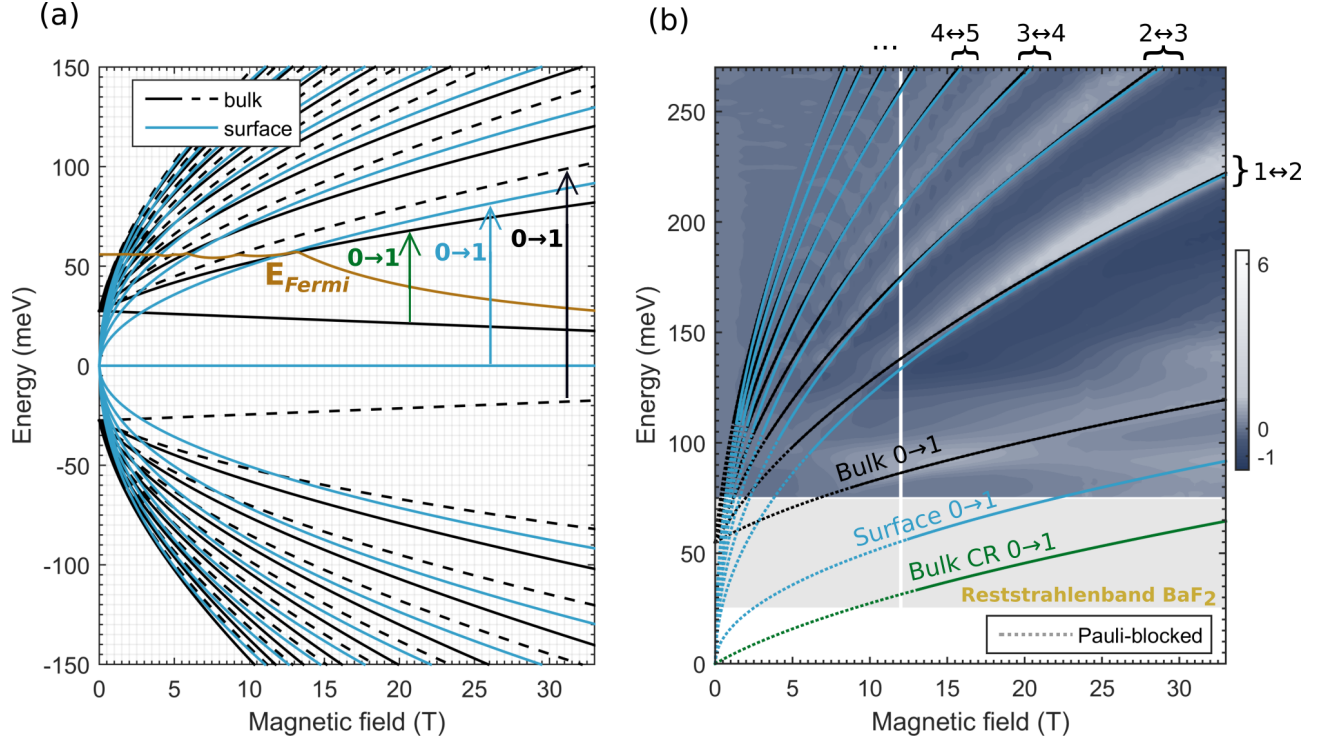 (a)
150
100
50
0
-50
-100
-150
Energy (meV)
0 5 10 15 20 25 30
Magnetic field (T)
bulk
surface
0→1
0→1
0→1
E_Fermi
(b)
... 4↔5 3↔4 2↔3
250
200
150
100
50
0
Energy (meV)
0 5 10 15 20 25 30
Magnetic field (T)
1↔2
6
0
-1
Bulk 0→1
Surface 0→1
Bulk CR 0→1
Reststrahlenband BaF₂
Pauli-blocked